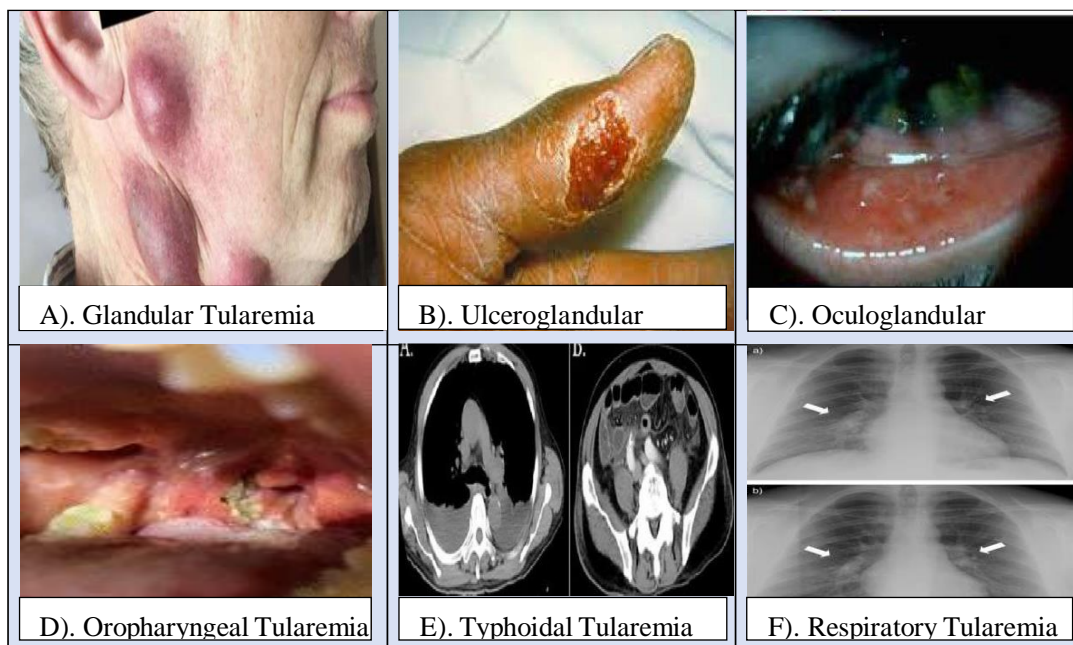 A). Glandular Tularemia
B). Ulceroglandular
C). Oculoglandular
A.
D.
a)
b)
D). Oropharyngeal Tularemia
E). Typhoidal Tularemia
F). Respiratory Tularemia